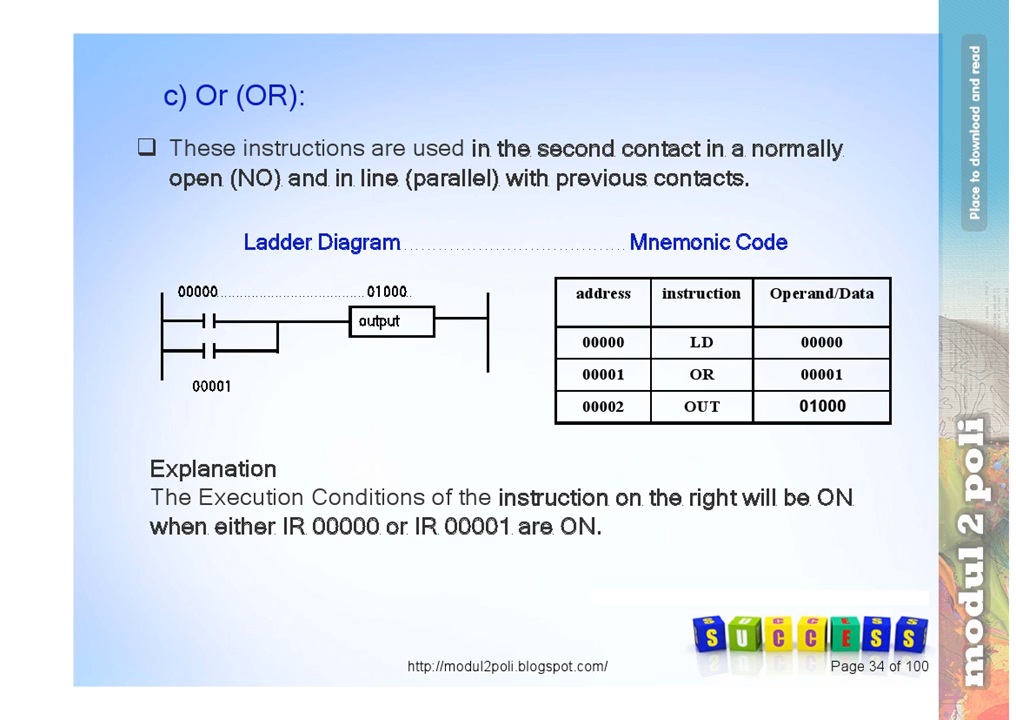 c) Or (OR):
❑ These instructions are used in the second contact in a normally
open (NO) and in line (parallel) with previous contacts.
Ladder Diagram Mnemonic Code
00000 01000
output
00001
address instruction Operand/Data
00000 LD 00000
00001 OR 00001
00002 OUT 01000
Explanation
The Execution Conditions of the instruction on the right will be ON
when either IR 00000 or IR 00001 are ON.
SUCCESS
http://modul2poli.blogspot.com/ Page 34 of 100
Place to download and read
modul 2 poli